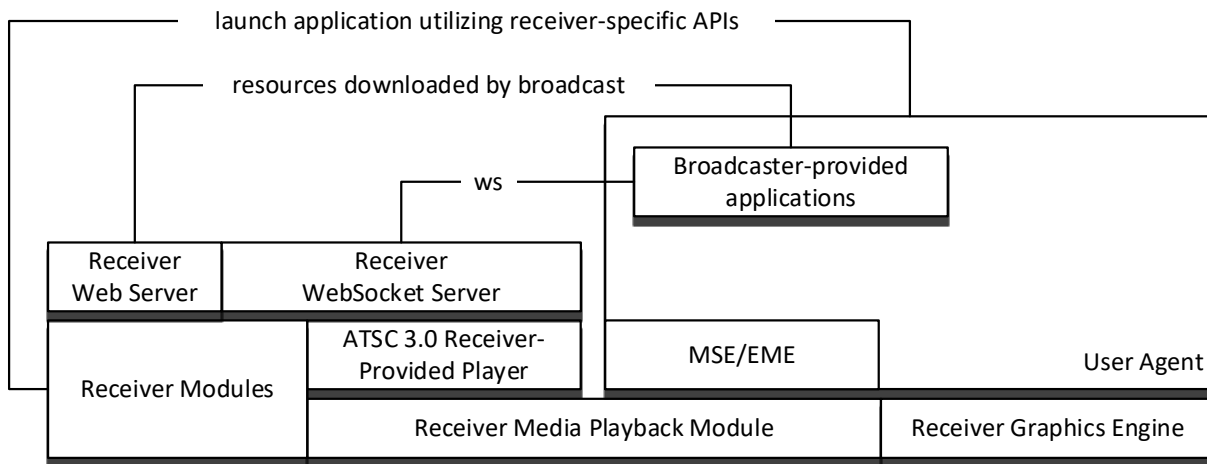 launch application utilizing receiver-specific APIs
resources downloaded by broadcast
Broadcaster-provided
applications
ws
Receiver
Web Server
Receiver
WebSocket Server
ATSC 3.0 Receiver-
Provided Player
MSE/EME
User Agent
Receiver Modules
Receiver Media Playback Module
Receiver Graphics Engine